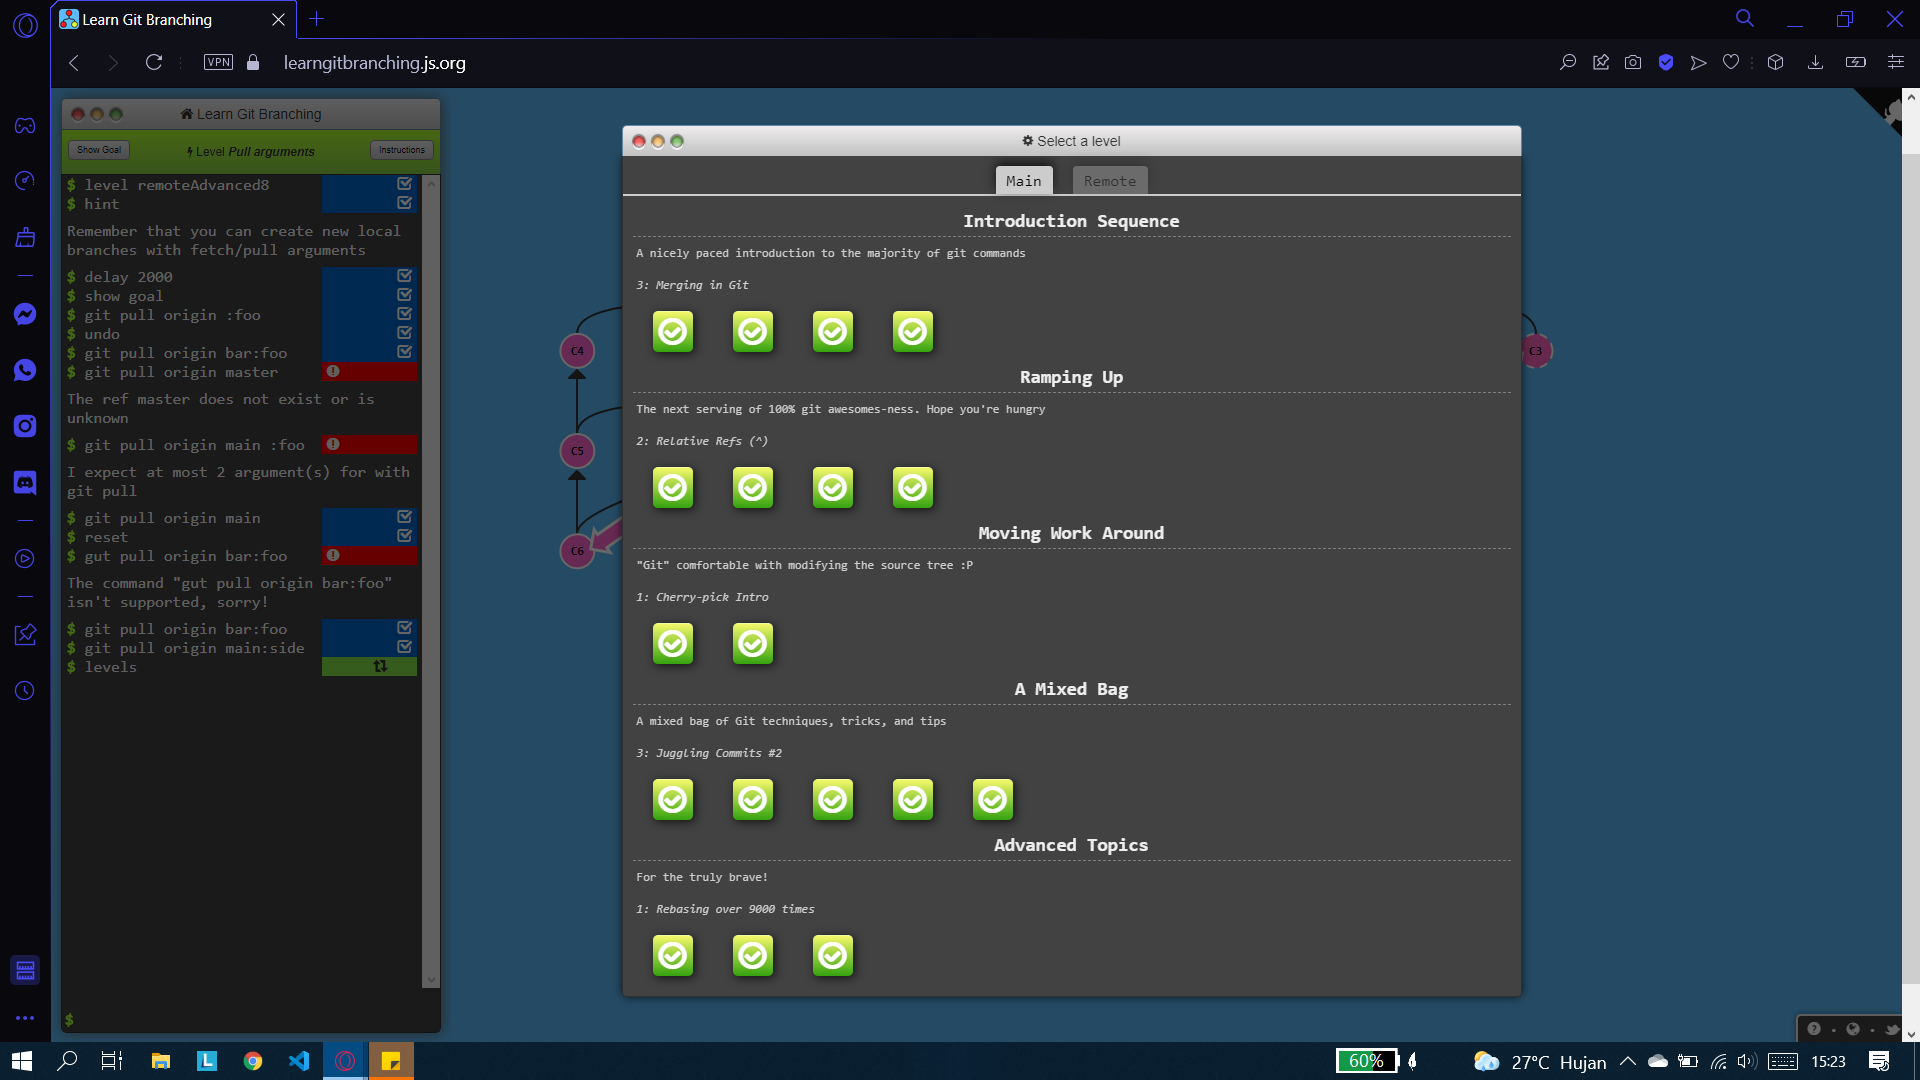 Learn Git Branching
VPN
learngitbranching.js.org
Learn Git Branching
Show Goal
Level Pull arguments
Instructions
$ level remoteAdvanced8
$ hint
Remember that you can create new local
branches with fetch/pull arguments
$ delay 2000
$ show goal
$ git pull origin :foo
$ undo
$ git pull origin bar:foo
$ git pull origin master
The ref master does not exist or is
unknown
$ git pull origin main :foo
I expect at most 2 argument(s) for with
git pull
$ git pull origin main
$ reset
$ gut pull origin bar:foo
The command "gut pull origin bar:foo"
isn't supported, sorry!
$ git pull origin bar:foo
$ git pull origin main:side
$ levels
$
C4
C5
C6
C3
Select a level
Main
Remote
Introduction Sequence
A nicely paced introduction to the majority of git commands
3: Merging in Git
Ramping Up
The next serving of 100% git awesomes-ness. Hope you're hungry
2: Relative Refs (^)
Moving Work Around
"Git" comfortable with modifying the source tree :P
1: Cherry-pick Intro
A Mixed Bag
A mixed bag of Git techniques, tricks, and tips
3: Juggling Commits #2
Advanced Topics
For the truly brave!
1: Rebasing over 9000 times
L
60%
27°C Hujan
15:23